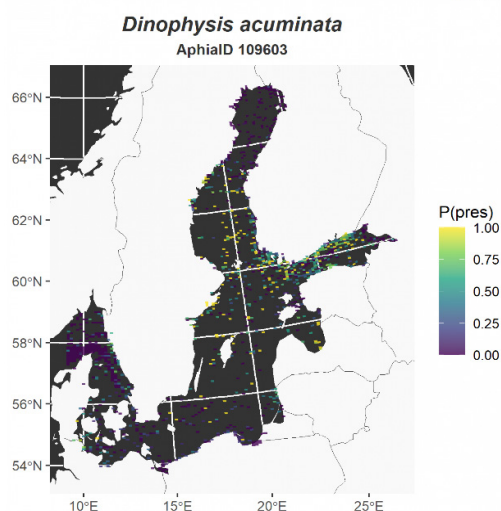 Dinophysis acuminata
AphiaID 109603
66°N
64°N
62°N
60°N
58°N
56°N
54°N
10°E
15°E
20°E
25°E
P(pres)
1.00
0.75
0.50
0.25
0.00